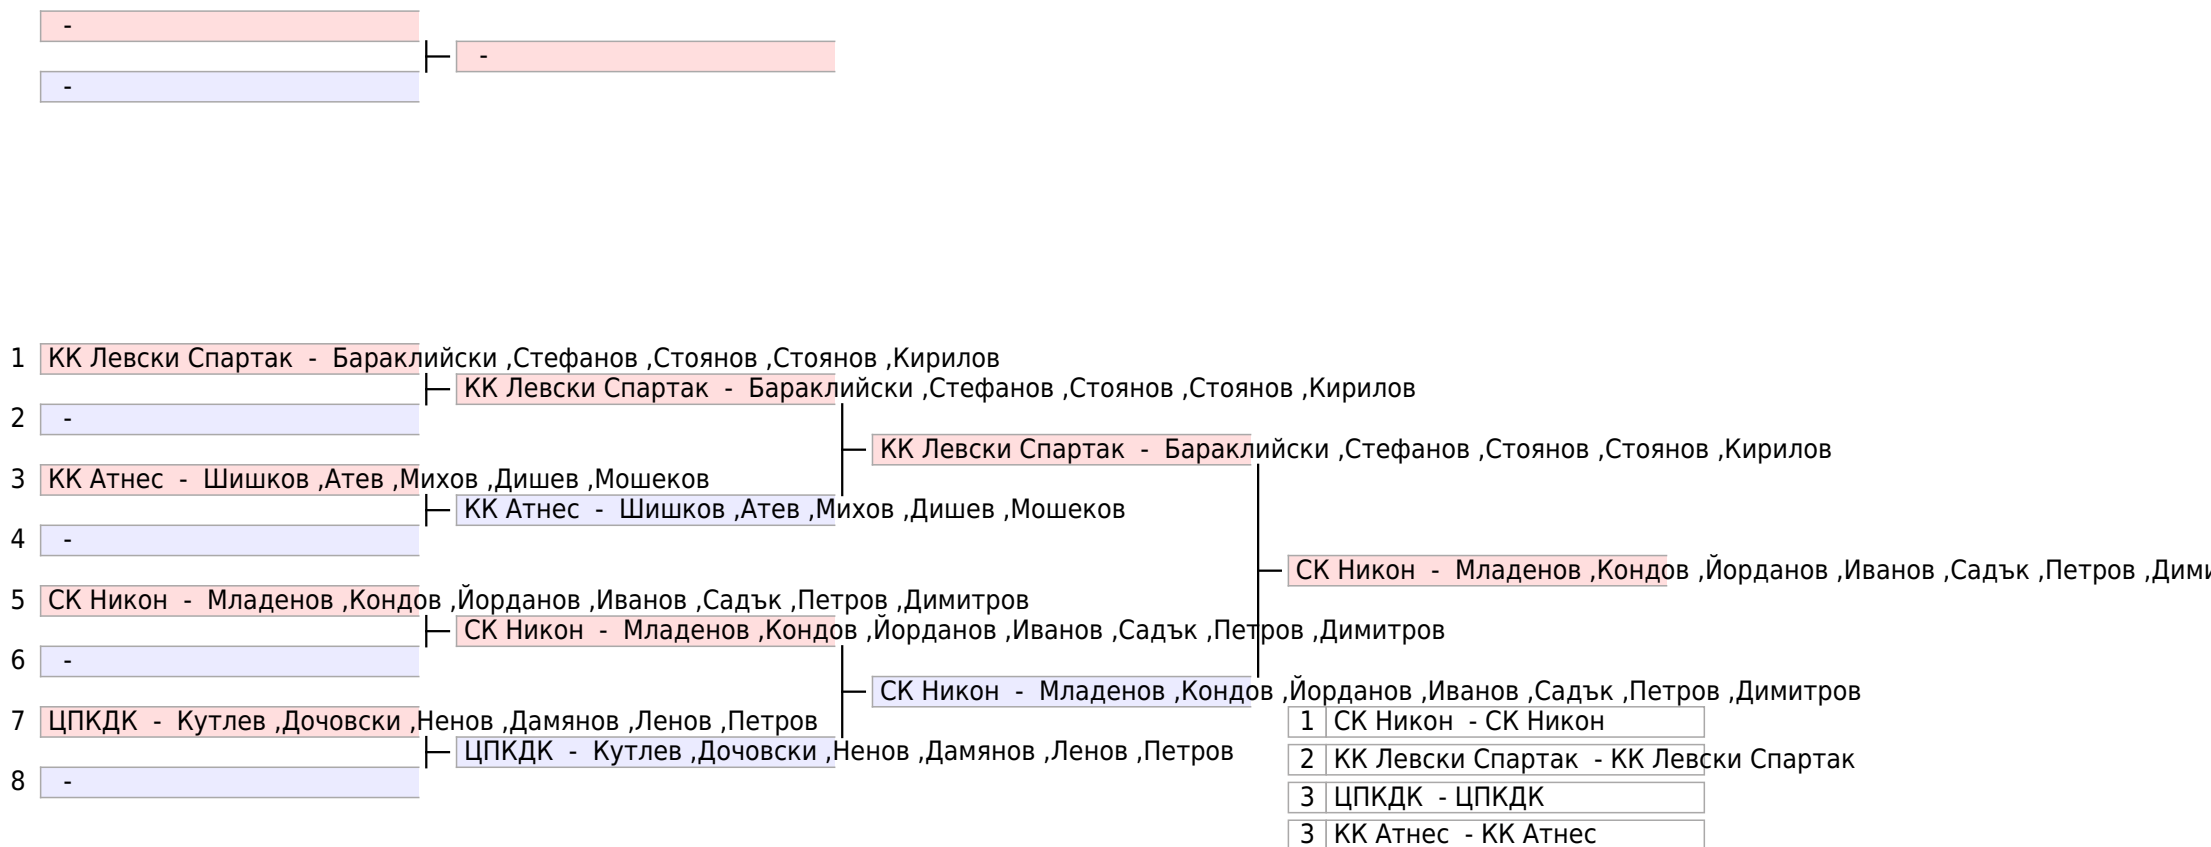 -
-
-
1 КК Левски Спартак - Бараклийски ,Стефанов ,Стоянов ,Стоянов ,Кирилов
КК Левски Спартак - Бараклийски ,Стефанов ,Стоянов ,Стоянов ,Кирилов
2 -
КК Левски Спартак - Бараклийски ,Стефанов ,Стоянов ,Стоянов ,Кирилов
3 КК Атнес - Шишков ,Атев ,Михов ,Дишев ,Мошеков
КК Атнес - Шишков ,Атев ,Михов ,Дишев ,Мошеков
4 -
СК Никон - Младенов ,Кондов ,Йорданов ,Иванов ,Садък ,Петров ,Дими
5 СК Никон - Младенов ,Кондов ,Йорданов ,Иванов ,Садък ,Петров ,Димитров
СК Никон - Младенов ,Кондов ,Йорданов ,Иванов ,Садък ,Петров ,Димитров
6 -
СК Никон - Младенов ,Кондов ,Йорданов ,Иванов ,Садък ,Петров ,Димитров
7 ЦПКДК - Кутлев ,Дочовски ,Ненов ,Дамянов ,Ленов ,Петров
1 СК Никон - СК Никон
ЦПКДК - Кутлев ,Дочовски ,Ненов ,Дамянов ,Ленов ,Петров
2 КК Левски Спартак - КК Левски Спартак
8 -
3 ЦПКДК - ЦПКДК
3 КК Атнес - КК Атнес